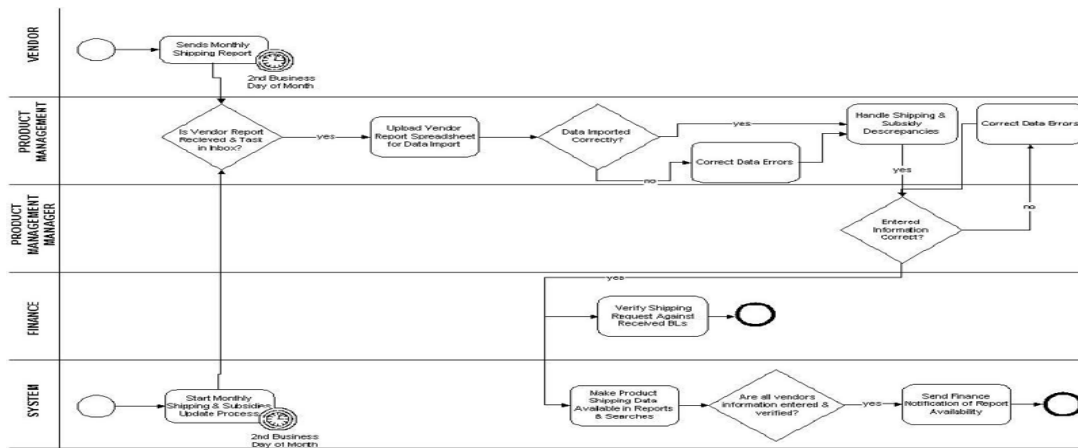 VENDOR
Sends Monthly
Shipping Report
2nd Business
Day of Month
PRODUCT
MANAGEMENT
Is Vendor Report
Recieved & Task
in Inbox?
yes
Upload Vendor
Report Spreadsheet
for Data Import
Data Imported
Correctly?
yes
no
Correct Data Errors
Handle Shipping &
Subsidy
Descrepancies
yes
Correct Data Errors
no
PRODUCT
MANAGEMENT
MANAGER
Entered
Information
Correct?
yes
FINANCE
Verify Shipping
Request Against
Received BLs
SYSTEM
Start Monthly
Shipping & Subsidies
Update Process
2nd Business
Day of Month
Make Product
Shipping Data
Available in Reports
& Searches
Are all vendors
information entered &
verified?
yes
Send Finance
Notification of Report
Availability